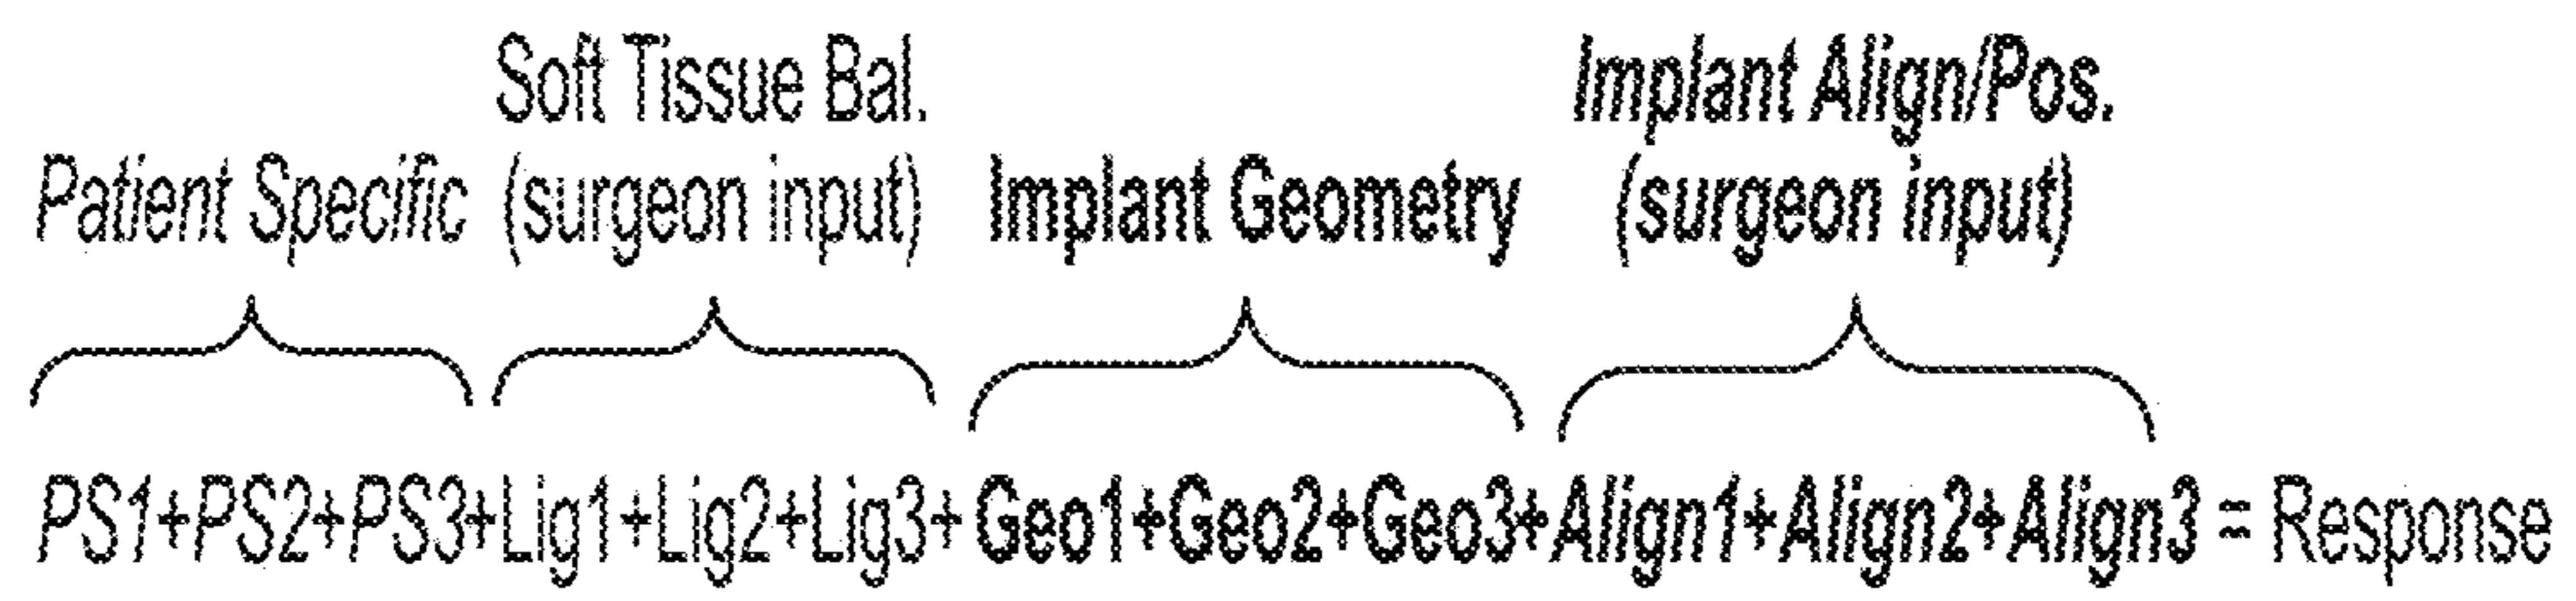 Soft Tissue Bal. Implant Align/Pos.
Patient Specific (surgeon input) Implant Geometry (surgeon input)
PS1+PS2+PS3+Lig1+Lig2+Lig3+Geo1+Geo2+Geo3+Align1+Align2+Align3 = Response